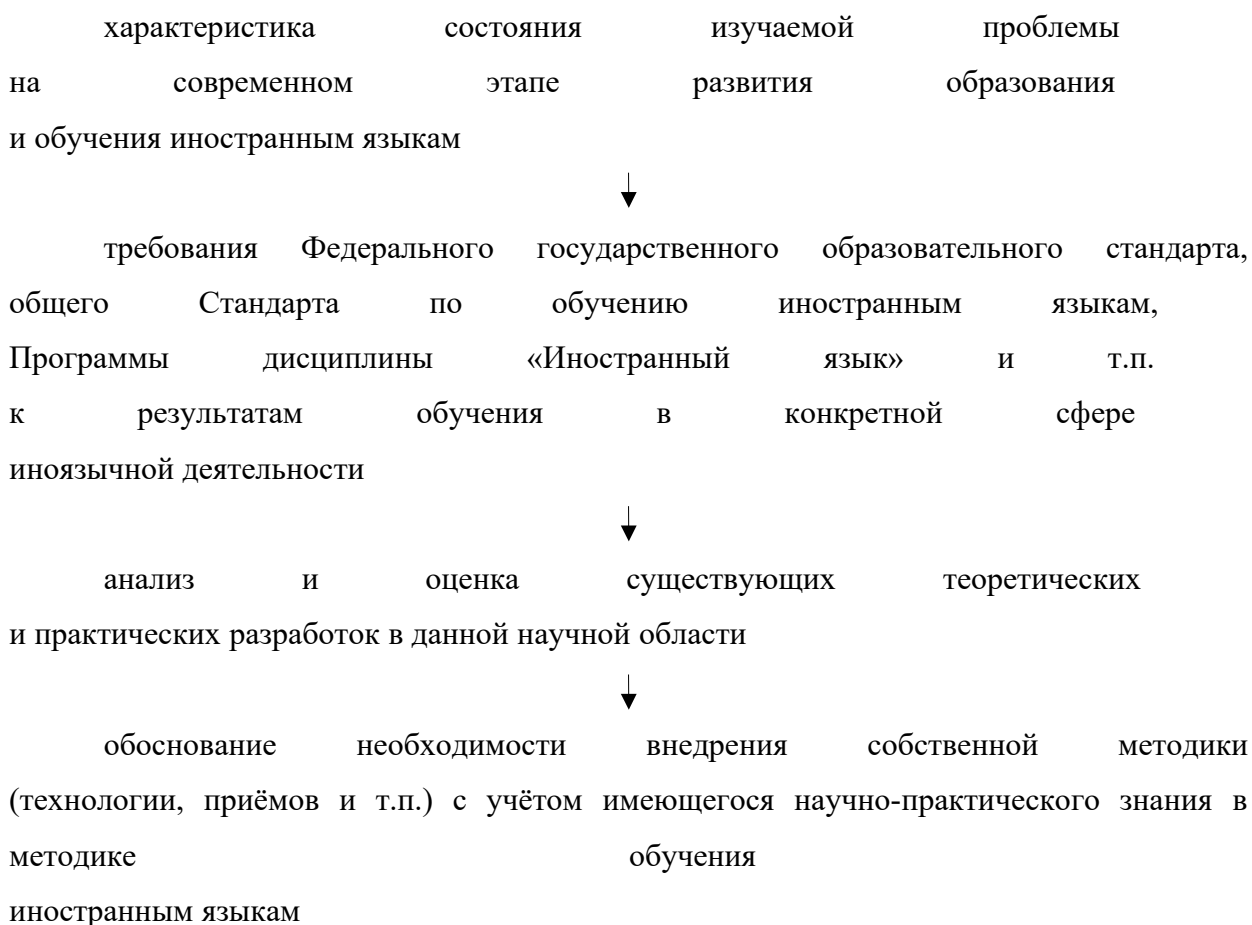 характеристика состояния изучаемой проблемы
на современном этапе развития образования
и обучения иностранным языкам
требования Федерального государственного образовательного стандарта,
общего Стандарта по обучению иностранным языкам,
Программы дисциплины «Иностранный язык» и т.п.
к результатам обучения в конкретной сфере
иноязычной деятельности
анализ и оценка существующих теоретических
и практических разработок в данной научной области
обоснование необходимости внедрения собственной методики
(технологии, приёмов и т.п.) с учётом имеющегося научно-практического знания в
методике обучения
иностранным языкам